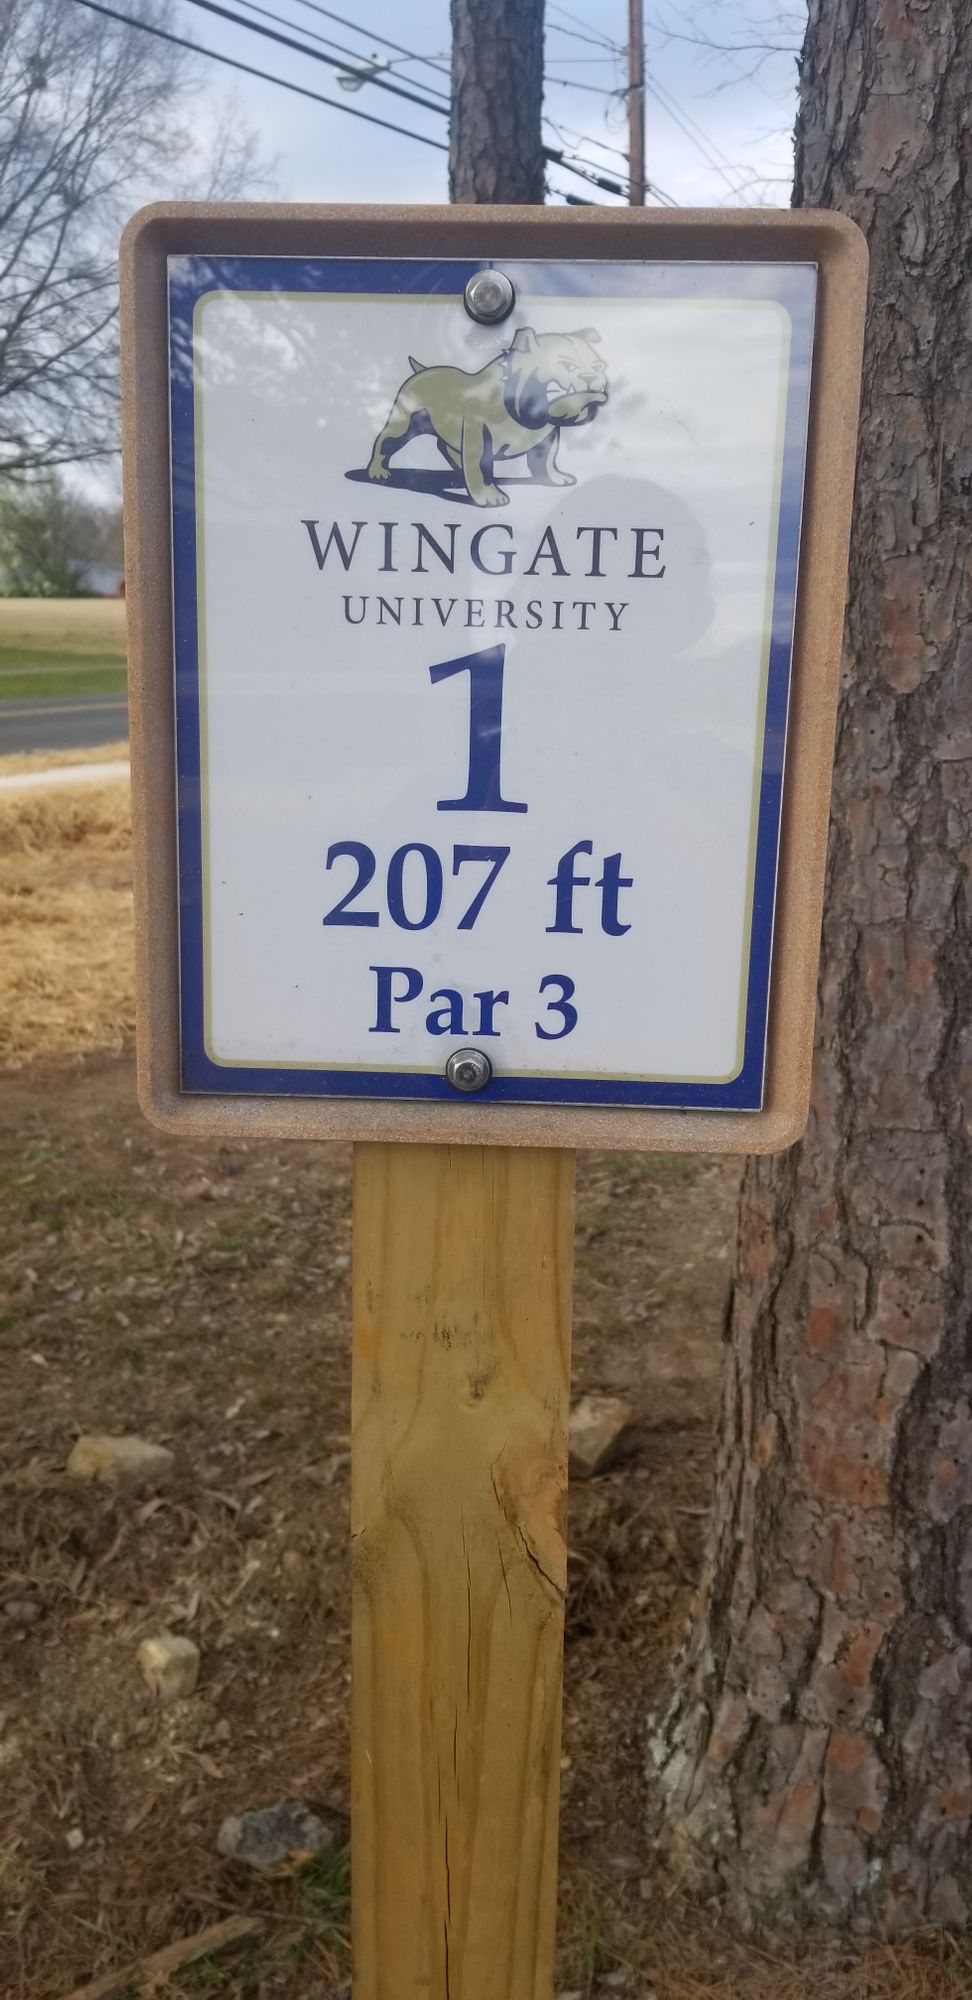 WINGATE
UNIVERSITY
1
207 ft
Par 3